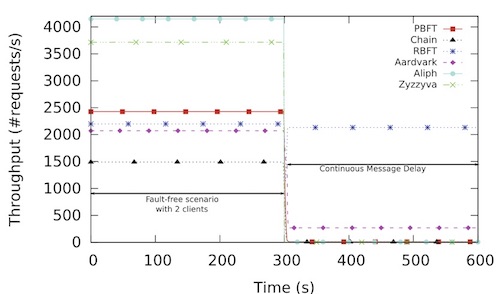 4000
3500
3000
2500
2000
1500
1000
500
0
Throughput (#requests/s)
PBFT
Chain
RBFT
Aardvark
Aliph
Zyzzyva
Fault-free scenario
with 2 clients
Continuous Message Delay
0 100 200 300 400 500 600
Time (s)